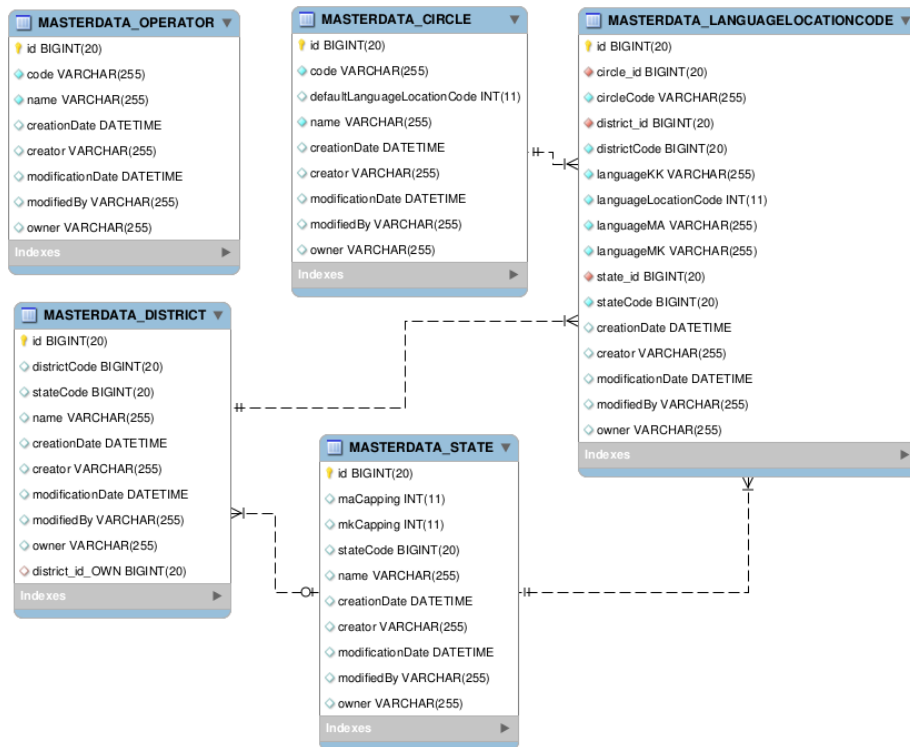 MASTERDATA_OPERATOR
id BIGINT(20)
code VARCHAR(255)
name VARCHAR(255)
creationDate DATETIME
creator VARCHAR(255)
modificationDate DATETIME
modifiedBy VARCHAR(255)
owner VARCHAR(255)
Indexes
MASTERDATA_CIRCLE
id BIGINT(20)
code VARCHAR(255)
defaultLanguageLocationCode INT(11)
name VARCHAR(255)
creationDate DATETIME
creator VARCHAR(255)
modificationDate DATETIME
modifiedBy VARCHAR(255)
owner VARCHAR(255)
Indexes
MASTERDATA_LANGUAGELOCATIONCODE
id BIGINT(20)
circle_id BIGINT(20)
circleCode VARCHAR(255)
district_id BIGINT(20)
districtCode BIGINT(20)
languageKK VARCHAR(255)
languageLocationCode INT(11)
languageMA VARCHAR(255)
languageMK VARCHAR(255)
state_id BIGINT(20)
stateCode BIGINT(20)
creationDate DATETIME
creator VARCHAR(255)
modificationDate DATETIME
modifiedBy VARCHAR(255)
owner VARCHAR(255)
Indexes
MASTERDATA_DISTRICT
id BIGINT(20)
districtCode BIGINT(20)
stateCode BIGINT(20)
name VARCHAR(255)
creationDate DATETIME
creator VARCHAR(255)
modificationDate DATETIME
modifiedBy VARCHAR(255)
owner VARCHAR(255)
district_id_OWN BIGINT(20)
Indexes
MASTERDATA_STATE
id BIGINT(20)
maCapping INT(11)
mkCapping INT(11)
stateCode BIGINT(20)
name VARCHAR(255)
creationDate DATETIME
creator VARCHAR(255)
modificationDate DATETIME
modifiedBy VARCHAR(255)
owner VARCHAR(255)
Indexes